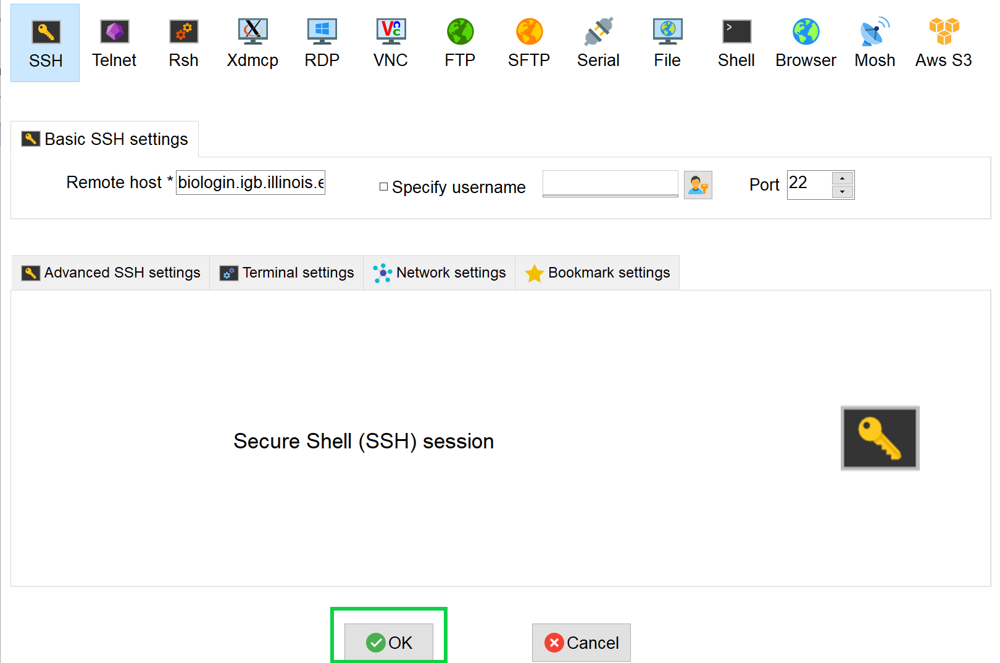 SSH Telnet Rsh Xdmcp RDP VNC FTP SFTP Serial File Shell Browser Mosh Aws S3
Basic SSH settings
Remote host * biologin.igb.illinois.e Specify username Port 22
Advanced SSH settings Terminal settings Network settings Bookmark settings
Secure Shell (SSH) session
OK Cancel